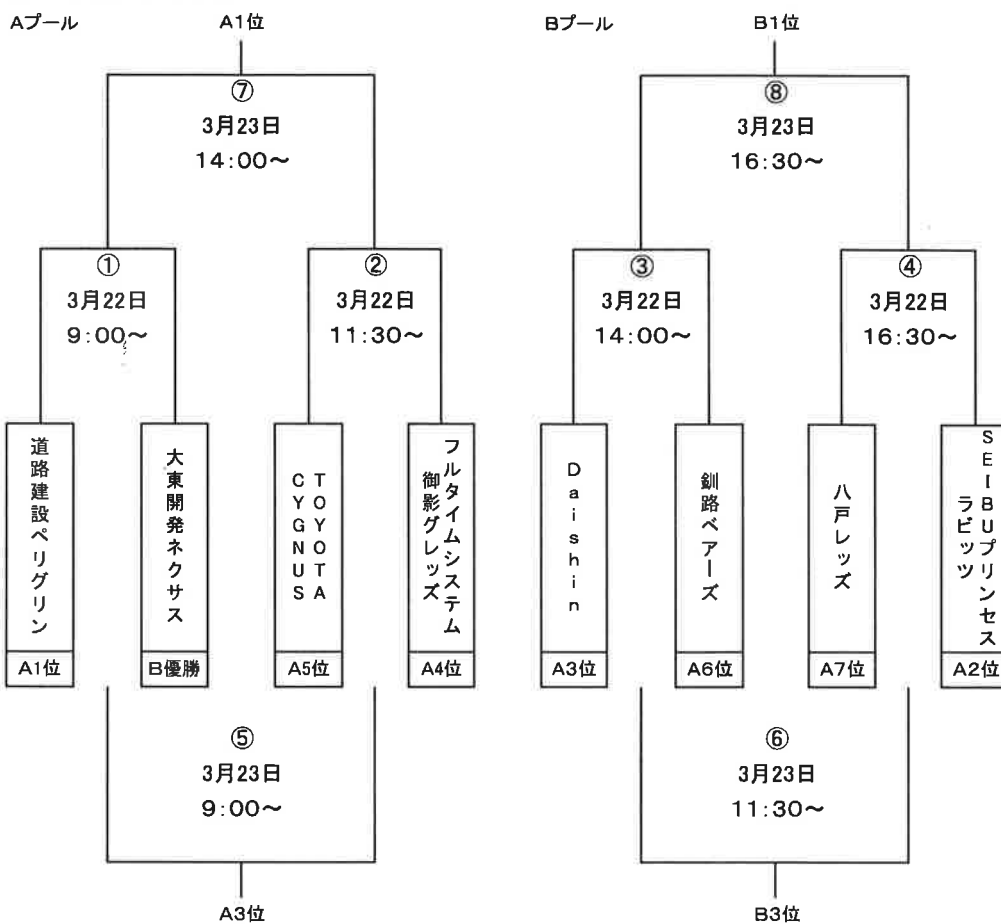 Aプール
A1位
Bプール
B1位
⑦
3月23日
14:00～
⑧
3月23日
16:30～
①
3月22日
9:00～
②
3月22日
11:30～
③
3月22日
14:00～
④
3月22日
16:30～
道路建設ペリグリン
大東開発ネクサス
TOYOTA
CYGNUS
フルタイムシステム
御影グレッズ
Daishin
釧路ベアーズ
八戸レッズ
SEIBUプリンセス
ラビッツ
A1位
B優勝
A5位
A4位
A3位
A6位
A7位
A2位
⑤
3月23日
9:00～
⑥
3月23日
11:30～
A3位
B3位